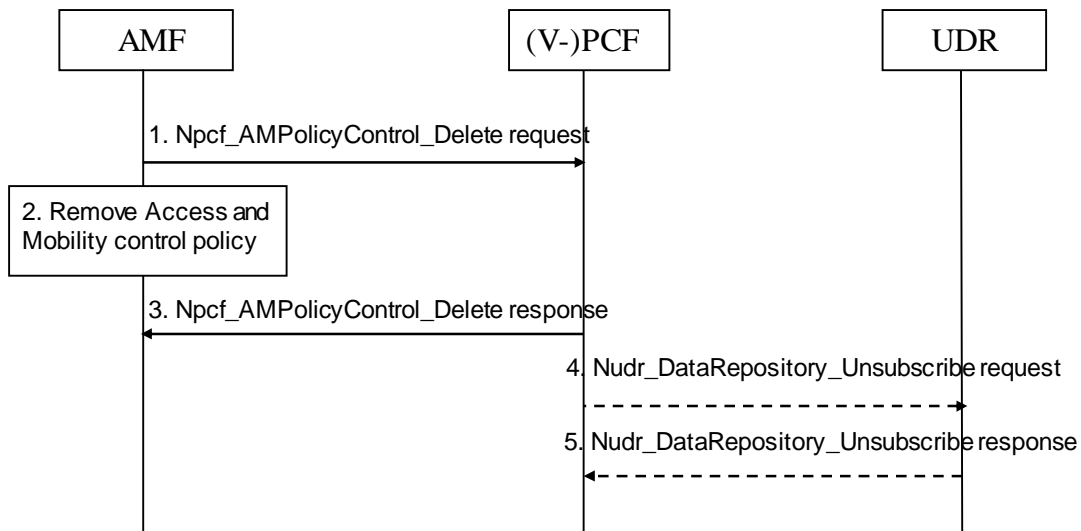 AMF
(V-)PCF
UDR
1. Npcf_AMPolicyControl_Delete request
2. Remove Access and
Mobility control policy
3. Npcf_AMPolicyControl_Delete response
4. Nudr_DataRepository_Unsubscribe request
5. Nudr_DataRepository_Unsubscribe response